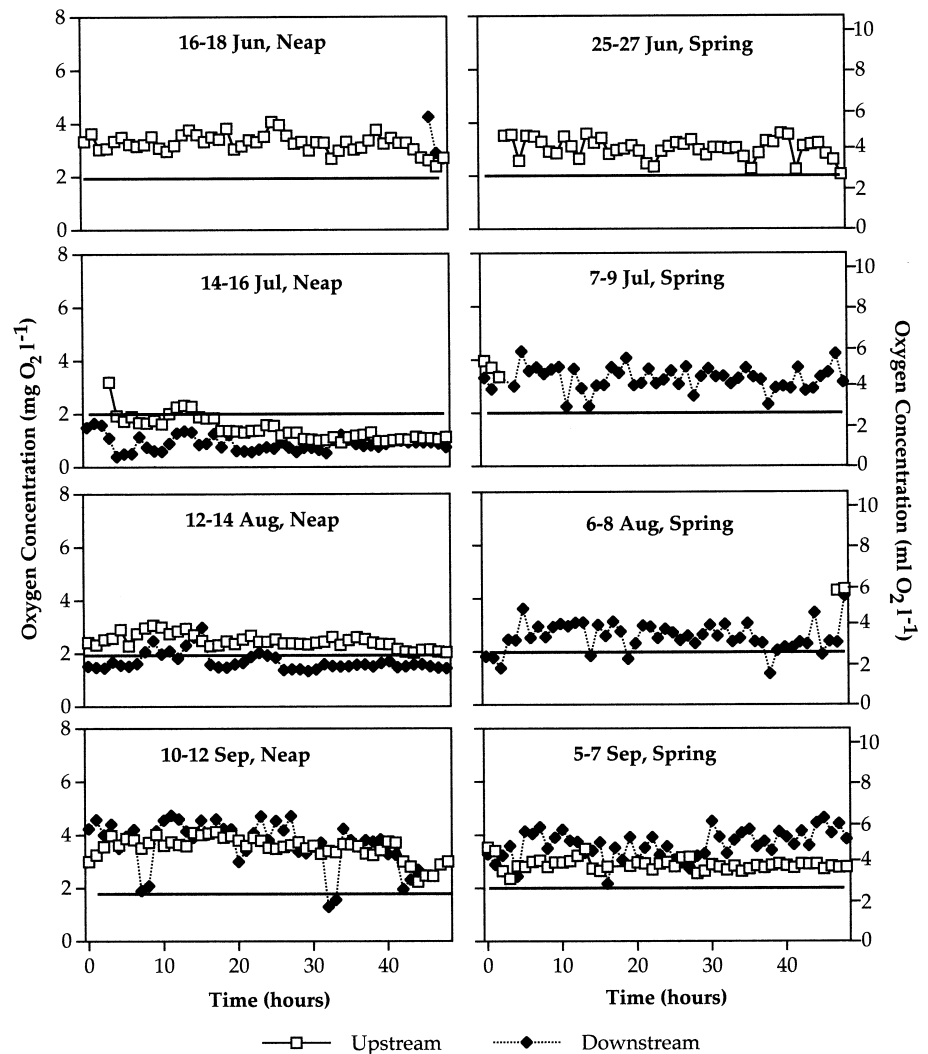 8
6
4
2
0
16-18 Jun, Neap
25-27 Jun, Spring
10
8
6
4
2
0
8
6
4
2
0
14-16 Jul, Neap
7-9 Jul, Spring
10
8
6
4
2
0
8
6
4
2
0
12-14 Aug, Neap
6-8 Aug, Spring
10
8
6
4
2
0
8
6
4
2
0
10-12 Sep, Neap
5-7 Sep, Spring
10
8
6
4
2
0
0 10 20 30 40
0 10 20 30 40
Time (hours)
Time (hours)
Oxygen Concentration (mg O2 l-1)
Oxygen Concentration (ml O2 l-1)
Upstream
Downstream